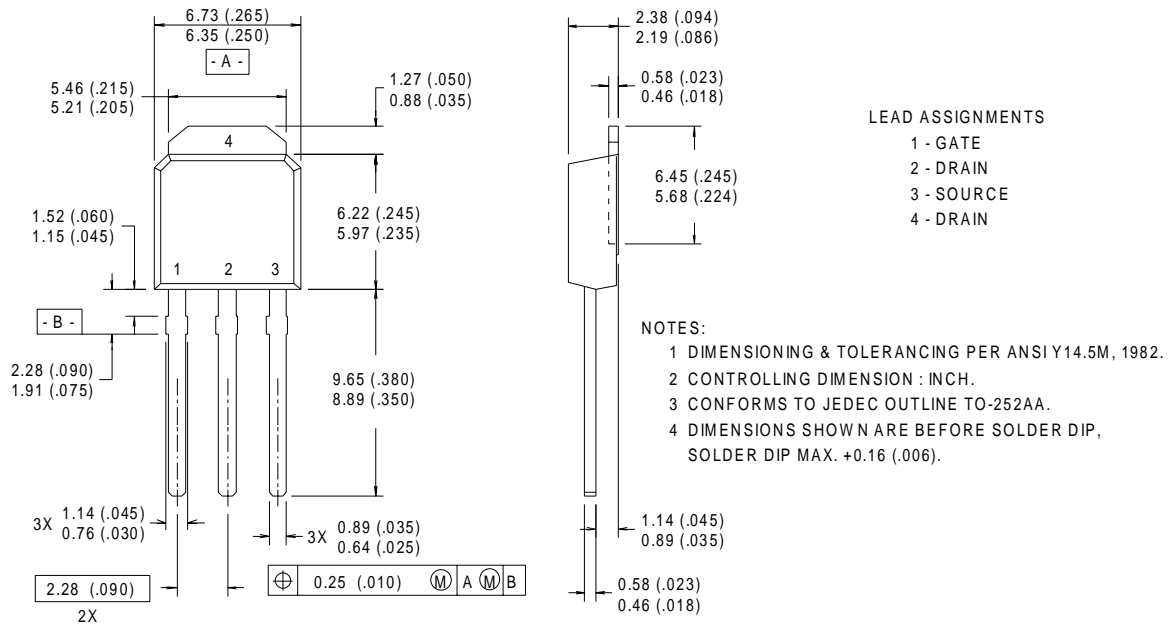 6.73 (.265)
6.35 (.250)
- A -
5.46 (.215)
5.21 (.205)
1.27 (.050)
0.88 (.035)
4
1.52 (.060)
1.15 (.045)
6.22 (.245)
5.97 (.235)
1 2 3
- B -
2.28 (.090)
1.91 (.075)
9.65 (.380)
8.89 (.350)
3X 1.14 (.045)
0.76 (.030)
3X 0.89 (.035)
0.64 (.025)
2.28 (.090)
2X
⌖ 0.25 (.010) Ⓜ A Ⓜ B
2.38 (.094)
2.19 (.086)
0.58 (.023)
0.46 (.018)
6.45 (.245)
5.68 (.224)
1.14 (.045)
0.89 (.035)
0.58 (.023)
0.46 (.018)
LEAD ASSIGNMENTS
1 - GATE
2 - DRAIN
3 - SOURCE
4 - DRAIN
NOTES:
1 DIMENSIONING & TOLERANCING PER ANSI Y14.5M, 1982.
2 CONTROLLING DIMENSION : INCH.
3 CONFORMS TO JEDEC OUTLINE TO-252AA.
4 DIMENSIONS SHOWN ARE BEFORE SOLDER DIP,
SOLDER DIP MAX. +0.16 (.006).